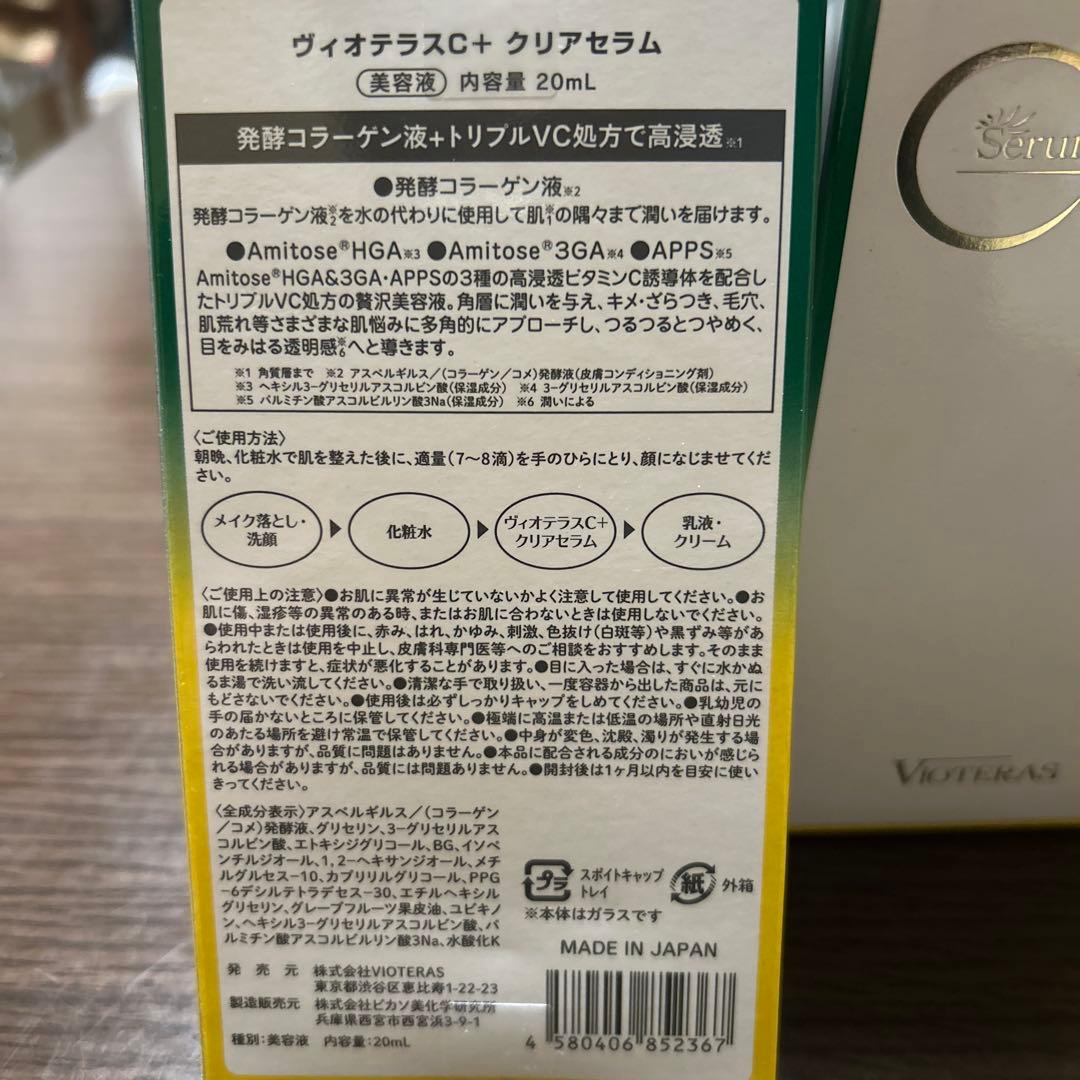 ヴィオテラスC+ クリアセラム
美容液 内容量 20mL
発酵コラーゲン液+トリプルVC処方で高浸透※1
●発酵コラーゲン液※2
発酵コラーゲン液※2を水の代わりに使用して肌※1の隅々まで潤いを届けます。
●Amitose®HGA※3 ●Amitose®3GA※4 ●APPS※5
Amitose®HGA&3GA・APPSの3種の高浸透ビタミンC誘導体を配合し
たトリプルVC処方の贅沢美容液。角層に潤いを与え、キメ・ざらつき、毛穴、
肌荒れ等さまざまな肌悩みに多角的にアプローチし、つるつるとつやめく、
目をみはる透明感※6へと導きます。
※1 角質層まで ※2 アスペルギルス/(コラーゲン/コメ)発酵液(皮膚コンディショニング剤)
※3 ヘキシル3-グリセリルアスコルビン酸(保湿成分) ※4 3-グリセリルアスコルビン酸(保湿成分)
※5 パルミチン酸アスコルビルリン酸3Na(保湿成分) ※6 潤いによる
〈ご使用方法〉
朝晩、化粧水で肌を整えた後に、適量(7〜8滴)を手のひらにとり、顔になじませてくだ
さい。
メイク落とし・
洗顔
化粧水
ヴィオテラスC+
クリアセラム
乳液・
クリーム
〈ご使用上の注意〉●お肌に異常が生じていないかよく注意して使用してください。●お
肌に傷、湿疹等の異常のある時、またはお肌に合わないときは使用しないでください。
●使用中または使用後に、赤み、はれ、かゆみ、刺激、色抜け(白斑等)や黒ずみ等があ
らわれたときは使用を中止し、皮膚科専門医等へのご相談をおすすめします。そのまま
使用を続けますと、症状が悪化することがあります。●目に入った場合は、すぐに水かぬ
るま湯で洗い流してください。●清潔な手で取り扱い、一度容器から出した商品は、元に
もどさないでください。●使用後は必ずしっかりキャップをしめてください。●乳幼児の
手の届かないところに保管してください。●極端に高温または低温の場所や直射日光
のあたる場所を避け常温で保管してください。●中身が変色、沈殿、濁りが発生する場
合がありますが、品質に問題はありません。●本品に配合される成分のにおいが感じら
れる場合がありますが、品質には問題ありません。●開封後は1ヶ月以内を目安に使い
きってください。
〈全成分表示〉アスペルギルス/(コラーゲン
/コメ)発酵液、グリセリン、3-グリセリルアス
コルビン酸、エトキシジグリコール、BG、イソペ
ンチルジオール、1,2-ヘキサンジオール、メチ
ルグルセス-10、カプリリルグリコール、PPG
-6デシルテトラデセス-30、エチルヘキシル
グリセリン、グレープフルーツ果皮油、ユビキノ
ン、ヘキシル3-グリセリルアスコルビン酸、パ
ルミチン酸アスコルビルリン酸3Na、水酸化K
プラ
スポイトキャップ
トレイ
紙
外箱
※本体はガラスです
MADE IN JAPAN
発売元 株式会社VIOTERAS
東京都渋谷区恵比寿1-22-23
製造販売元 株式会社ピカソ美化学研究所
兵庫県西宮市西宮浜3-9-1
種別:美容液 内容量:20mL
4 580406 852367
Seru
VIOTERAS